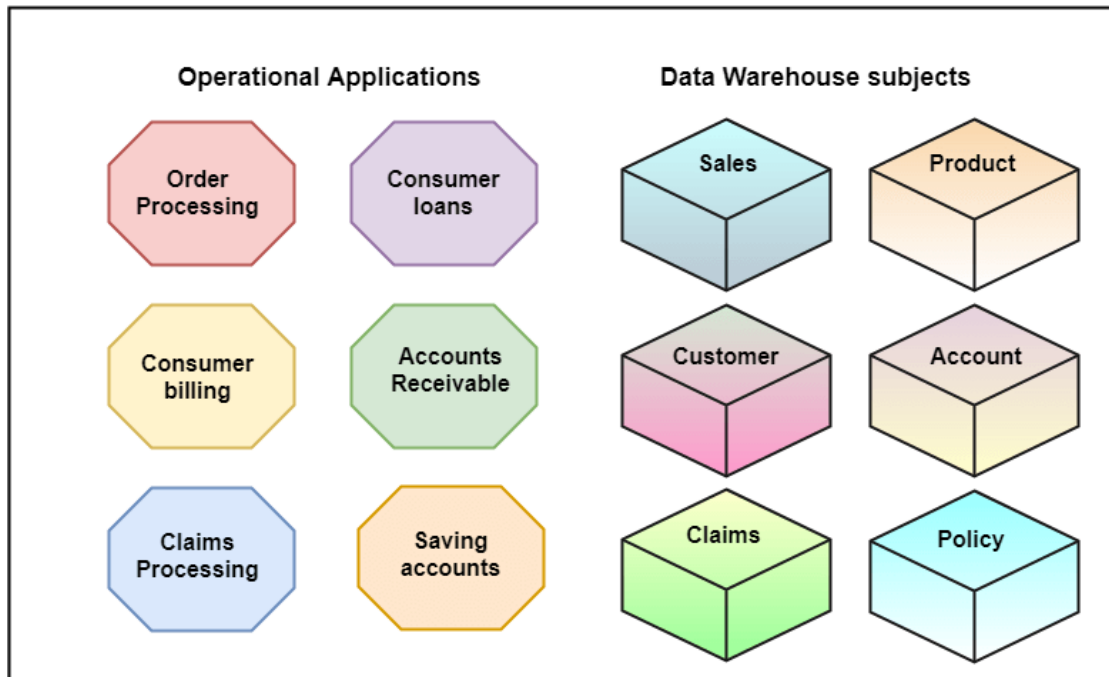 Operational Applications
Data Warehouse subjects
Order
Processing
Consumer
loans
Sales
Product
Consumer
billing
Accounts
Receivable
Customer
Account
Claims
Processing
Saving
accounts
Claims
Policy